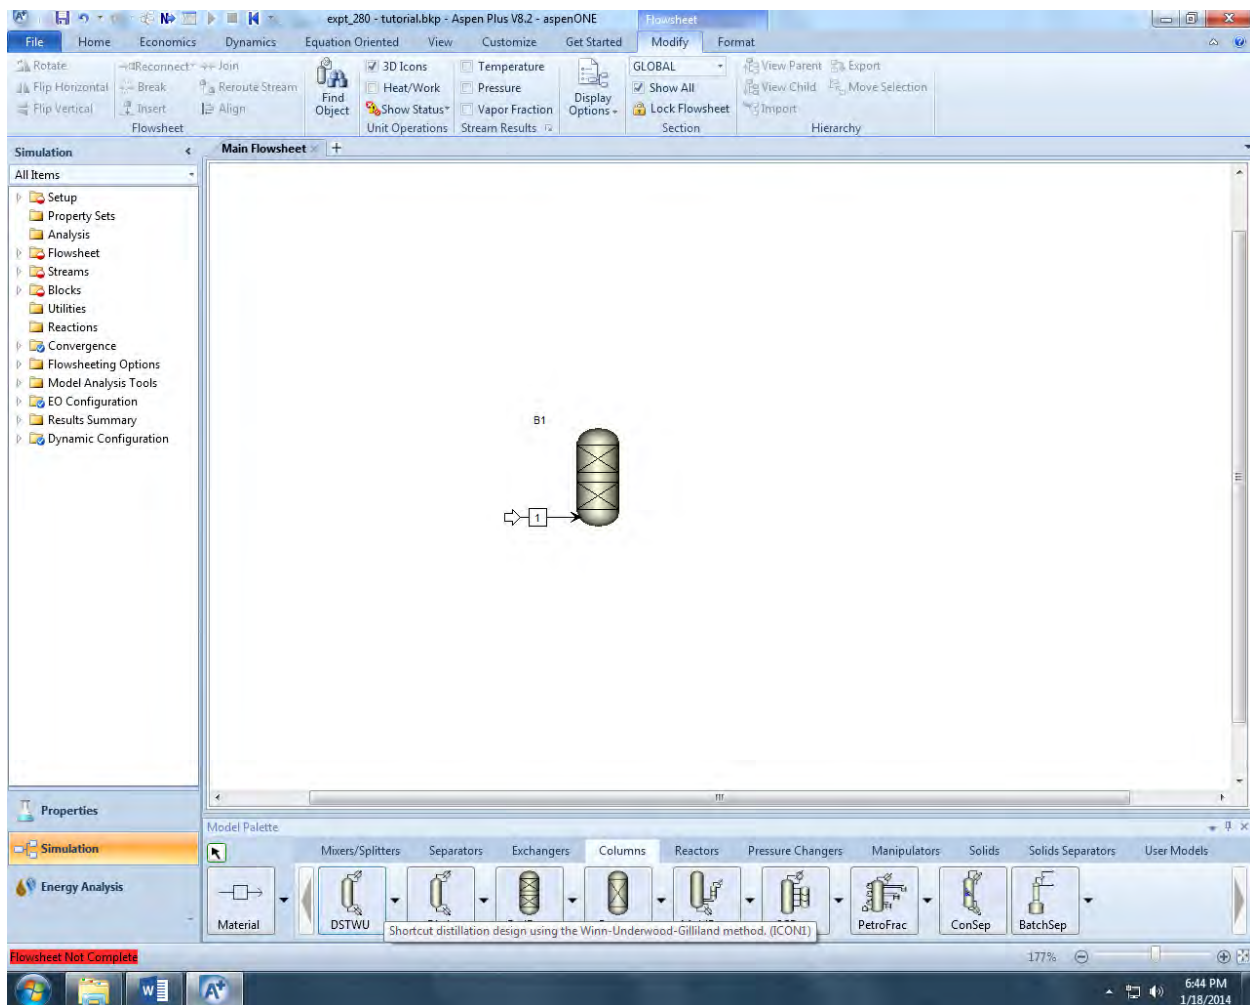 expt_280 - tutorial.bkp - Aspen Plus V8.2 - aspenONE
Flowsheet
File Home Economics Dynamics Equation Oriented View Customize Get Started Modify Format
Rotate Reconnect Join
Flip Horizontal Break Reroute Stream
Flip Vertical Insert Align
Flowsheet
Find Object
3D Icons
Heat/Work
Show Status
Unit Operations
Temperature
Pressure
Vapor Fraction
Stream Results
Display Options
GLOBAL
Show All
Lock Flowsheet
Section
View Parent Export
View Child Move Selection
Import
Hierarchy
Simulation
All Items
Setup
Property Sets
Analysis
Flowsheet
Streams
Blocks
Utilities
Reactions
Convergence
Flowsheeting Options
Model Analysis Tools
EO Configuration
Results Summary
Dynamic Configuration
Properties
Simulation
Energy Analysis
Main Flowsheet
B1
1
Model Palette
Mixers/Splitters Separators Exchangers Columns Reactors Pressure Changers Manipulators Solids Solids Separators User Models
Material DSTWU PetroFrac ConSep BatchSep
Shortcut distillation design using the Winn-Underwood-Gilliland method. (ICON1)
Flowsheet Not Complete
177%
6:44 PM
1/18/2014